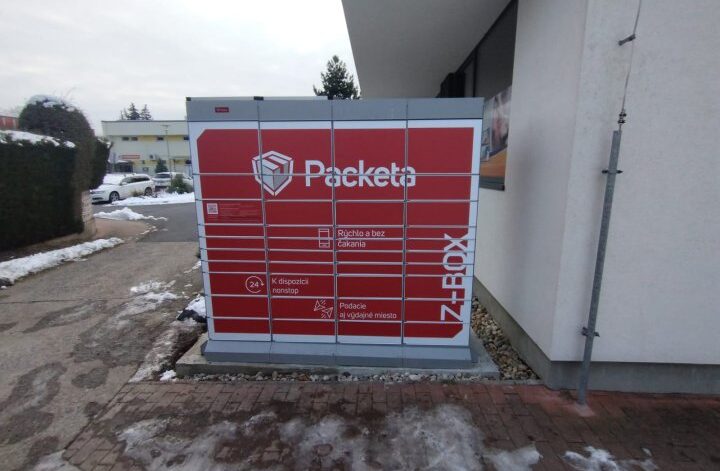 Packeta
Rýchlo a bez
čakania
Z-BOX
24
K dispozícii
nonstop
Podacie
aj výdajné miesto